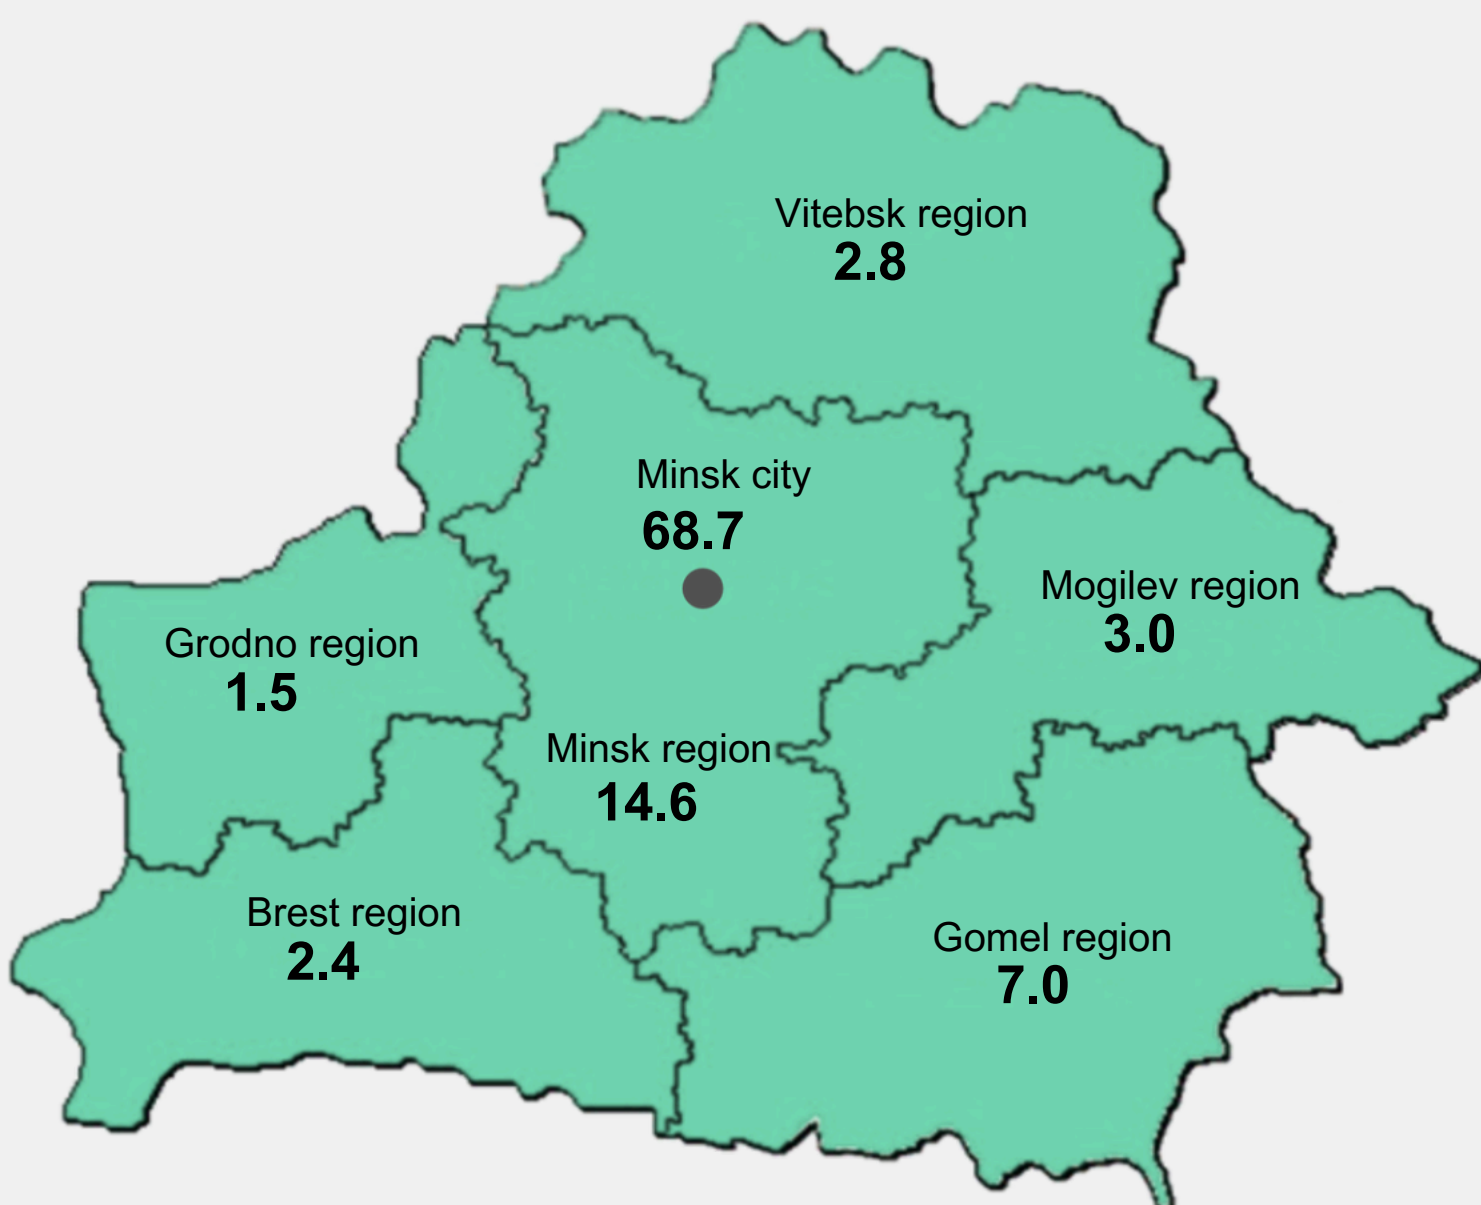 Vitebsk region
2.8
Minsk city
68.7
Mogilev region
3.0
Grodno region
1.5
Minsk region
14.6
Brest region
2.4
Gomel region
7.0